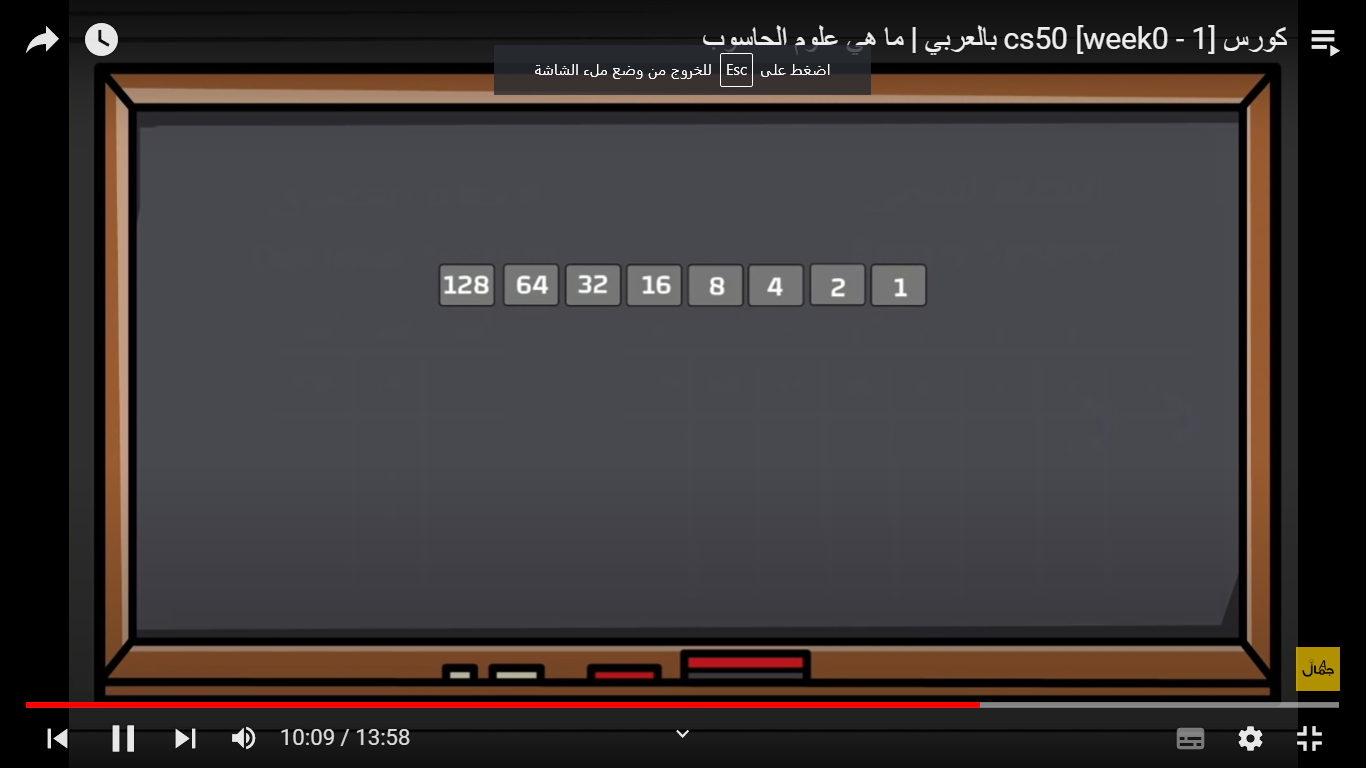 كورس cs50 [week0 - 1] بالعربي | ما هي علوم الحاسوب
اضغط على Esc للخروج من وضع ملء الشاشة
128 64 32 16 8 4 2 1
جمال
10:09 / 13:58